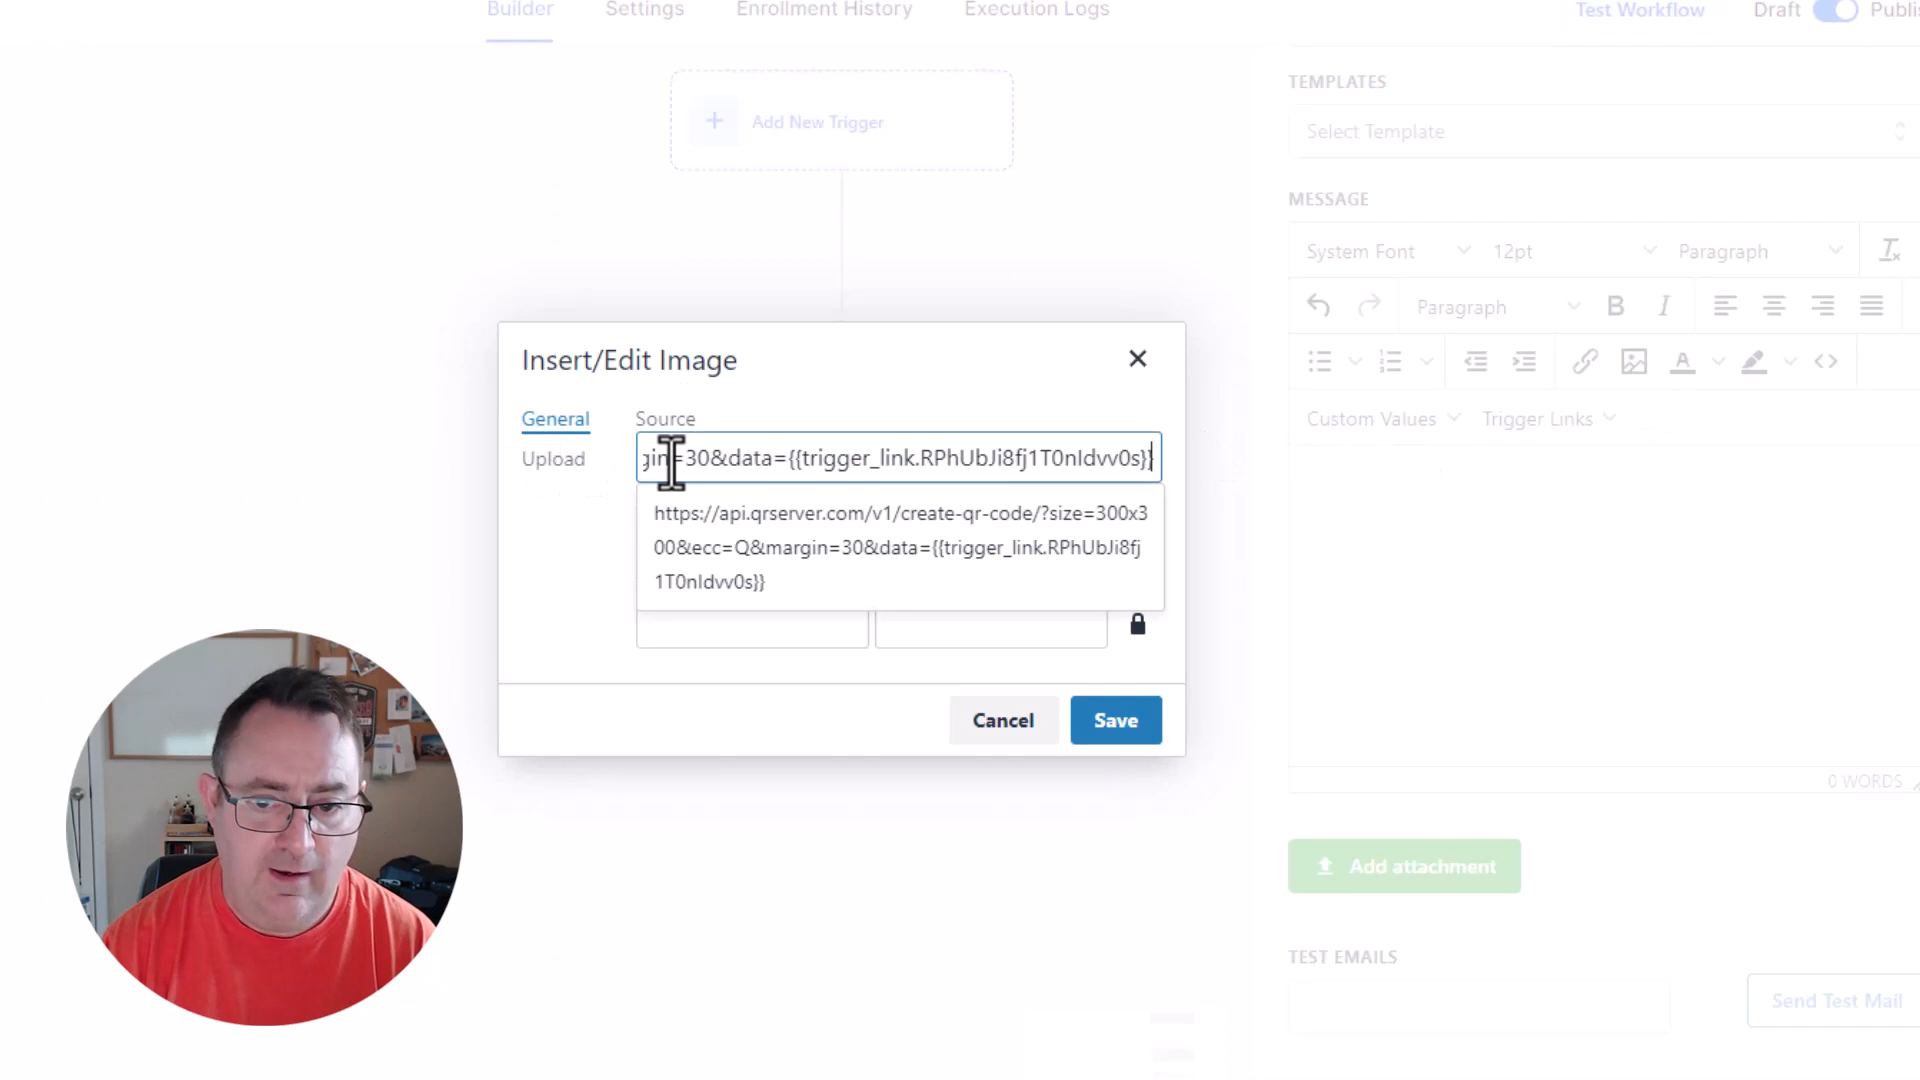 Builder Settings Enrollment History Execution Logs Test Workflow Draft
Add New Trigger
TEMPLATES
Select Template
MESSAGE
System Font 12pt Paragraph
Paragraph B I
Custom Values Trigger Links
Insert/Edit Image
General Source
Upload gin=30&data={{trigger_link.RPhUbJi8fj1T0nIdvv0s}}
https://api.qrserver.com/v1/create-qr-code/?size=300x3
00&ecc=Q&margin=30&data={{trigger_link.RPhUbJi8fj
1T0nIdvv0s}}
Cancel Save
0 WORDS
Add attachment
TEST EMAILS
Send Test Mail